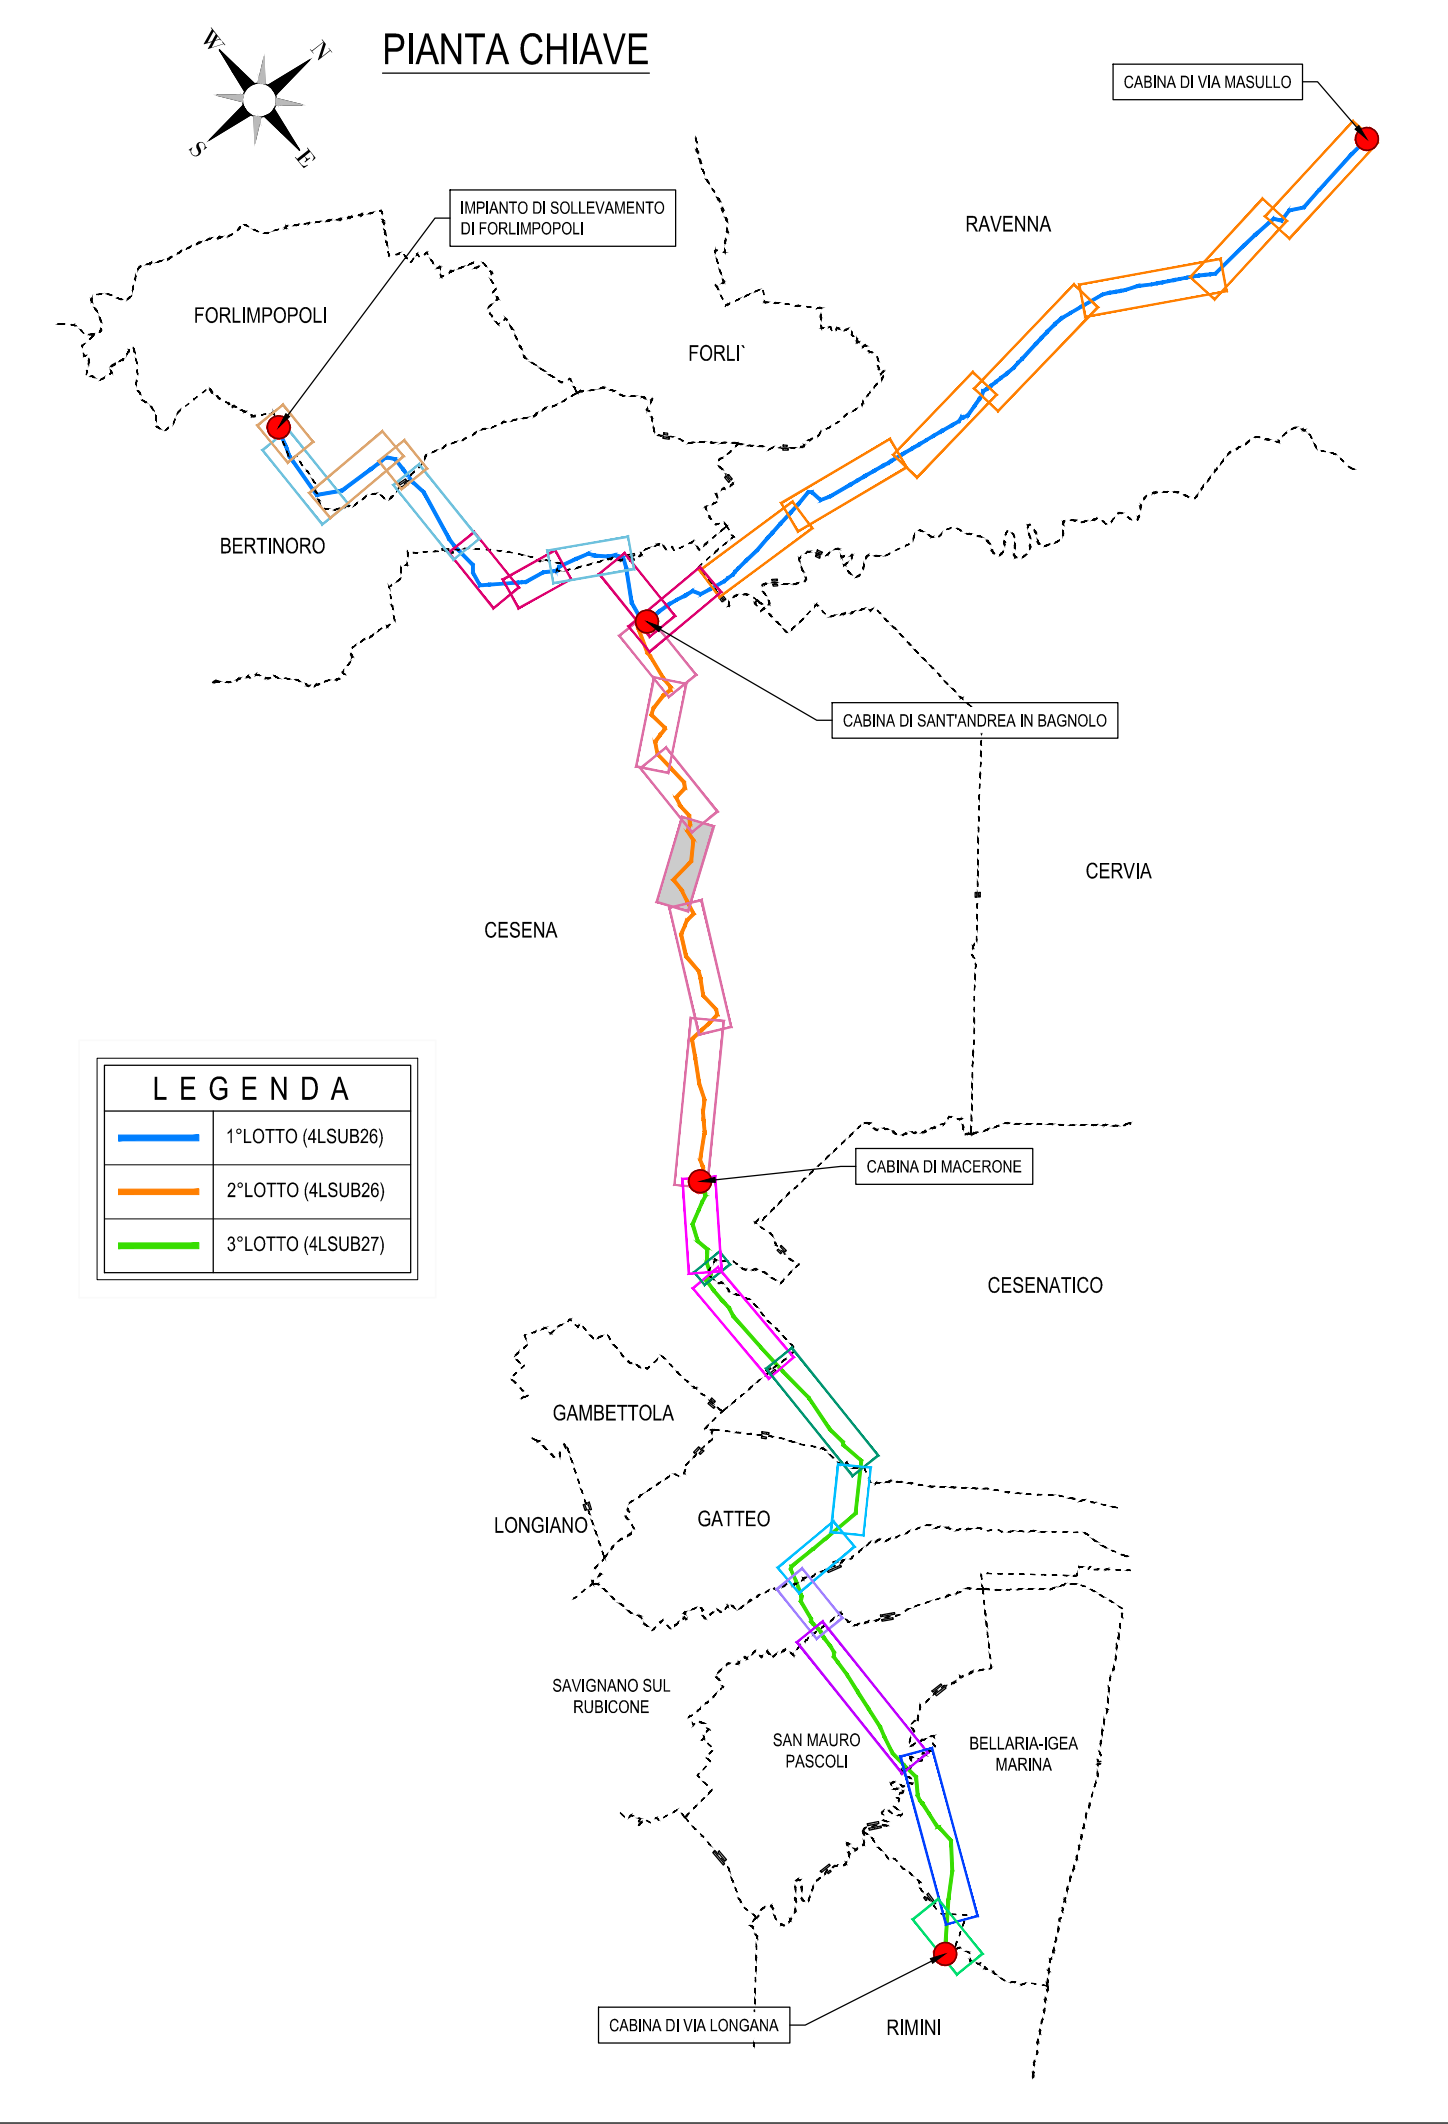 PIANTA CHIAVE
W
N
S
E
CABINA DI VIA MASULLO
IMPIANTO DI SOLLEVAMENTO
DI FORLIMPOPOLI
RAVENNA
FORLIMPOPOLI
FORLI`
BERTINORO
CABINA DI SANT'ANDREA IN BAGNOLO
CERVIA
CESENA
LEGENDA
1°LOTTO (4LSUB26)
2°LOTTO (4LSUB26)
3°LOTTO (4LSUB27)
CABINA DI MACERONE
CESENATICO
GAMBETTOLA
LONGIANO
GATTEO
SAVIGNANO SUL
RUBICONE
SAN MAURO
PASCOLI
BELLARIA-IGEA
MARINA
CABINA DI VIA LONGANA
RIMINI